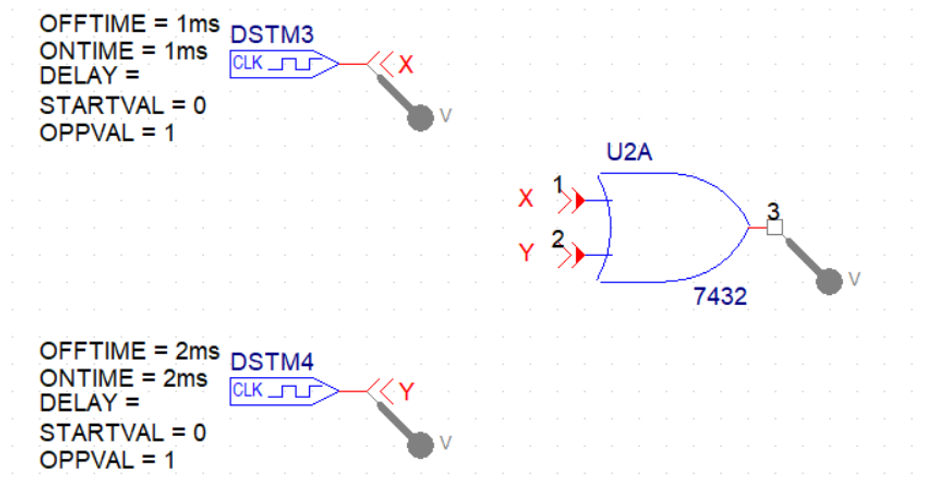 OFFTIME = 1ms
ONTIME = 1ms
DELAY =
STARTVAL = 0
OPPVAL = 1
DSTM3
CLK
X
V
U2A
X 1
Y 2
3
V
7432
OFFTIME = 2ms
ONTIME = 2ms
DELAY =
STARTVAL = 0
OPPVAL = 1
DSTM4
CLK
Y
V